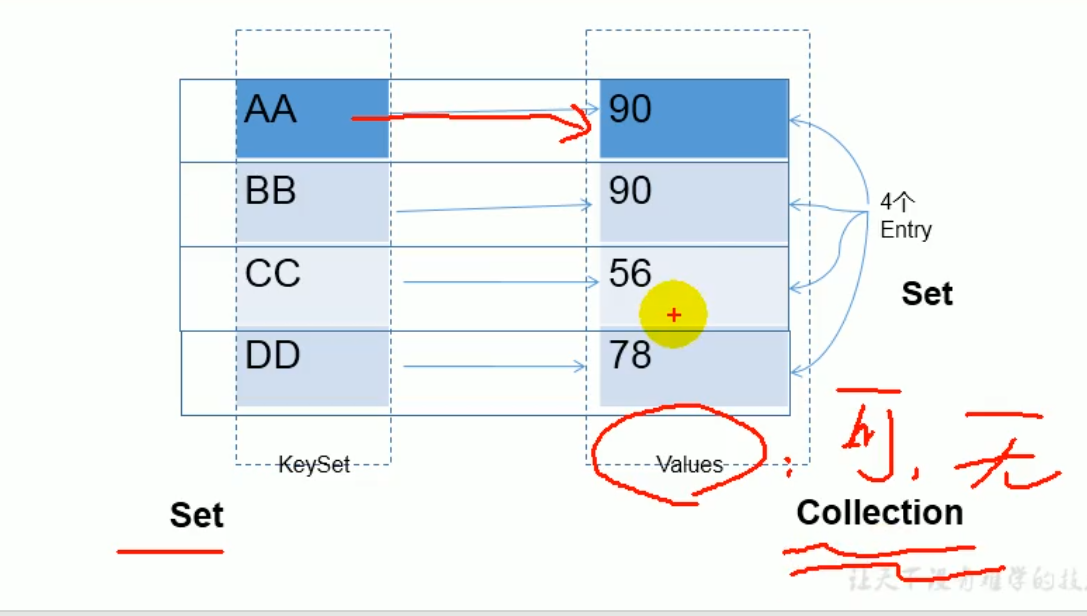 AA 90
BB 90
4个
Entry
CC 56
Set
DD 78
KeySet Values : 可, 无
Set Collection
让天下没有难学的技